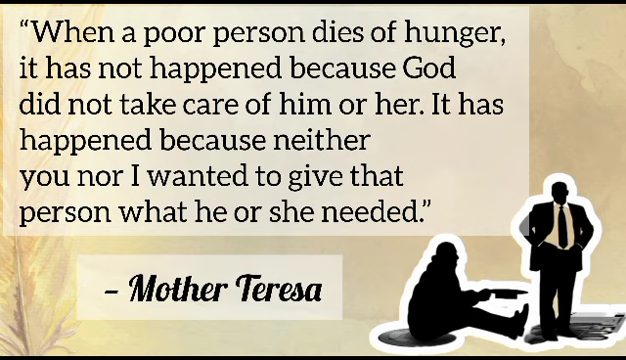 “When a poor person dies of hunger,
it has not happened because God
did not take care of him or her. It has
happened because neither
you nor I wanted to give that
person what he or she needed.”
– Mother Teresa